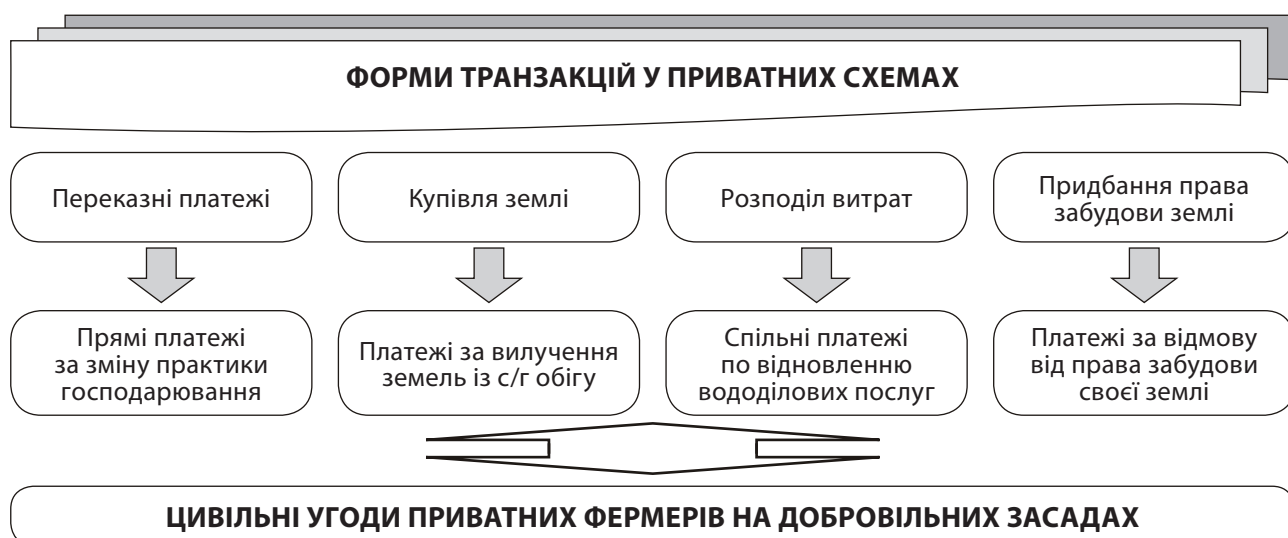 ФОРМИ ТРАНЗАКЦІЙ У ПРИВАТНИХ СХЕМАХ
Переказні платежі
Купівля землі
Розподіл витрат
Придбання права
забудови землі
Прямі платежі
за зміну практики
господарювання
Платежі за вилучення
земель із с/г обігу
Спільні платежі
по відновленню
вододілових послуг
Платежі за відмову
від права забудови
своєї землі
ЦИВІЛЬНІ УГОДИ ПРИВАТНИХ ФЕРМЕРІВ НА ДОБРОВІЛЬНИХ ЗАСАДАХ